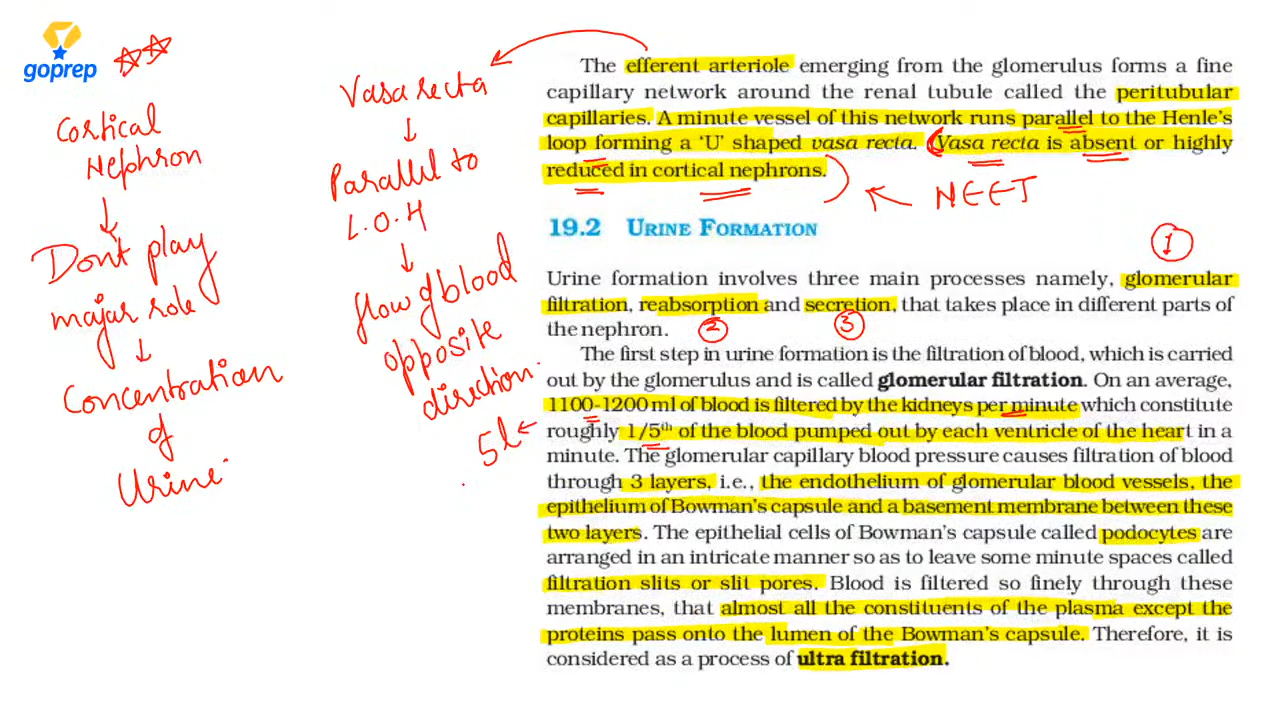 goprep
Cortical
Nephron
Dont play
majar role
Concentration
of
Urine
Vasa recta
Parallel to
L.O.H
flow of blood
opposite
direction.
5l
The efferent arteriole emerging from the glomerulus forms a fine
capillary network around the renal tubule called the peritubular
capillaries. A minute vessel of this network runs parallel to the Henle's
loop forming a 'U' shaped vasa recta. (Vasa recta is absent or highly
reduced in cortical nephrons.)
NEET
19.2 URINE FORMATION
1
Urine formation involves three main processes namely, glomerular
filtration, reabsorption and secretion, that takes place in different parts of
2 3
the nephron.
The first step in urine formation is the filtration of blood, which is carried
out by the glomerulus and is called glomerular filtration. On an average,
1100-1200 ml of blood is filtered by the kidneys per minute which constitute
roughly 1/5th of the blood pumped out by each ventricle of the heart in a
minute. The glomerular capillary blood pressure causes filtration of blood
through 3 layers, i.e., the endothelium of glomerular blood vessels, the
epithelium of Bowman's capsule and a basement membrane between these
two layers. The epithelial cells of Bowman's capsule called podocytes are
arranged in an intricate manner so as to leave some minute spaces called
filtration slits or slit pores. Blood is filtered so finely through these
membranes, that almost all the constituents of the plasma except the
proteins pass onto the lumen of the Bowman's capsule. Therefore, it is
considered as a process of ultra filtration.